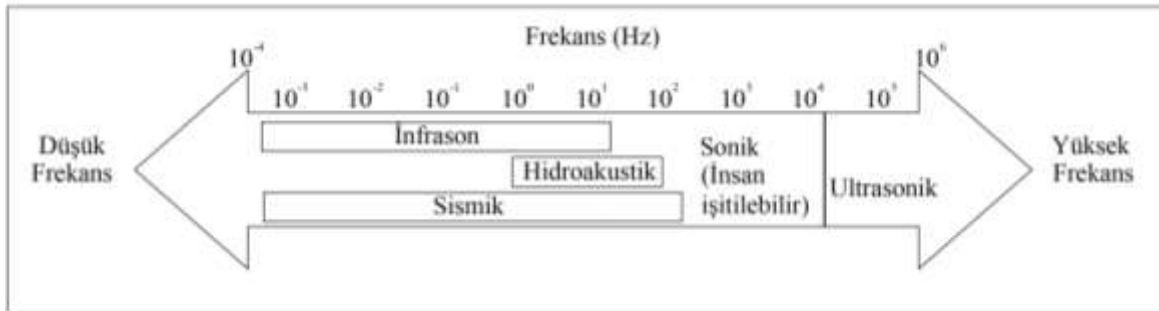 Frekans (Hz)
10⁻⁴ 10⁶
10⁻¹ 10⁻² 10⁻¹ 10⁰ 10¹ 10² 10³ 10⁴ 10⁵
Düşük
Frekans
İnfrason
Hidroakustik
Sismik
Sonik
(İnsan
işitilebilir)
Ultrasonik
Yüksek
Frekans